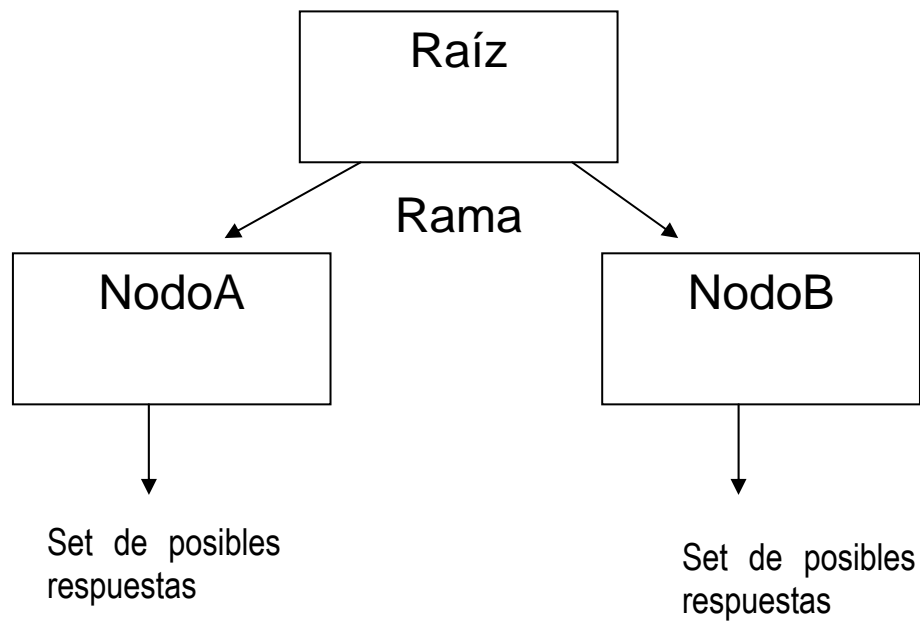 Raíz
Rama
NodoA
NodoB
Set de posibles
respuestas
Set de posibles
respuestas